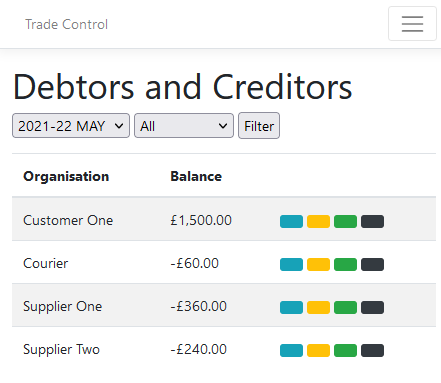 Trade Control
Debtors and Creditors
2021-22 MAY All Filter
Organisation Balance
Customer One £1,500.00
Courier -£60.00
Supplier One -£360.00
Supplier Two -£240.00